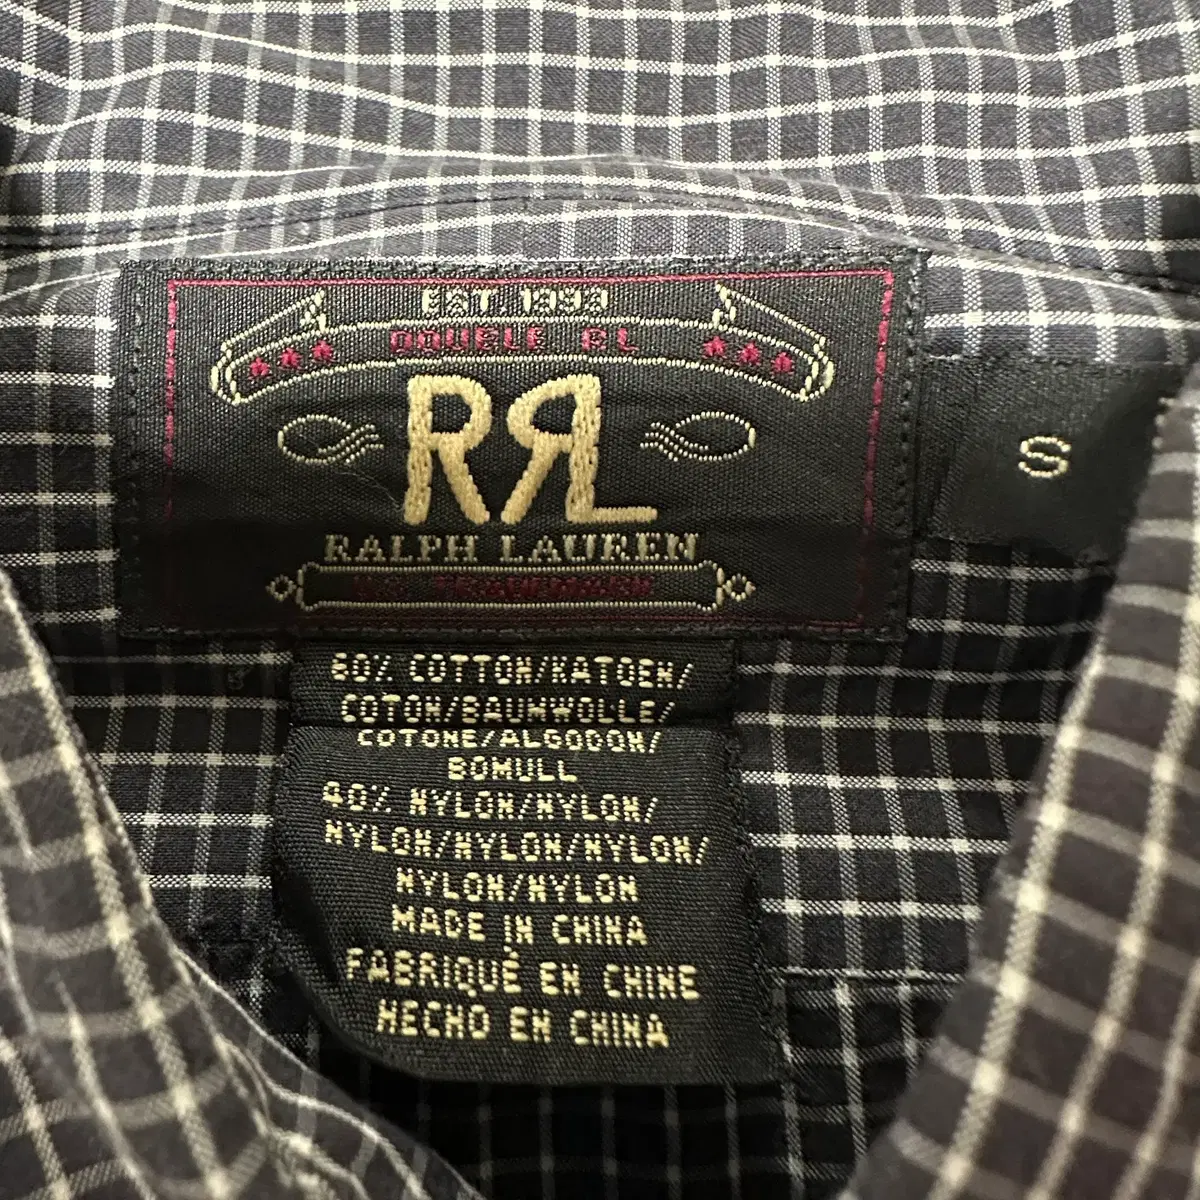 EST. 1993
DOUBLE RL
RRL
RALPH LAUREN
S
60% COTTON/KATOEN/
COTON/BAUMWOLLE/
COTONE/ALGODON/
BOMULL
40% NYLON/NYLON/
NYLON/NYLON/NYLON/
NYLON/NYLON
MADE IN CHINA
FABRIQUÉ EN CHINE
HECHO EN CHINA